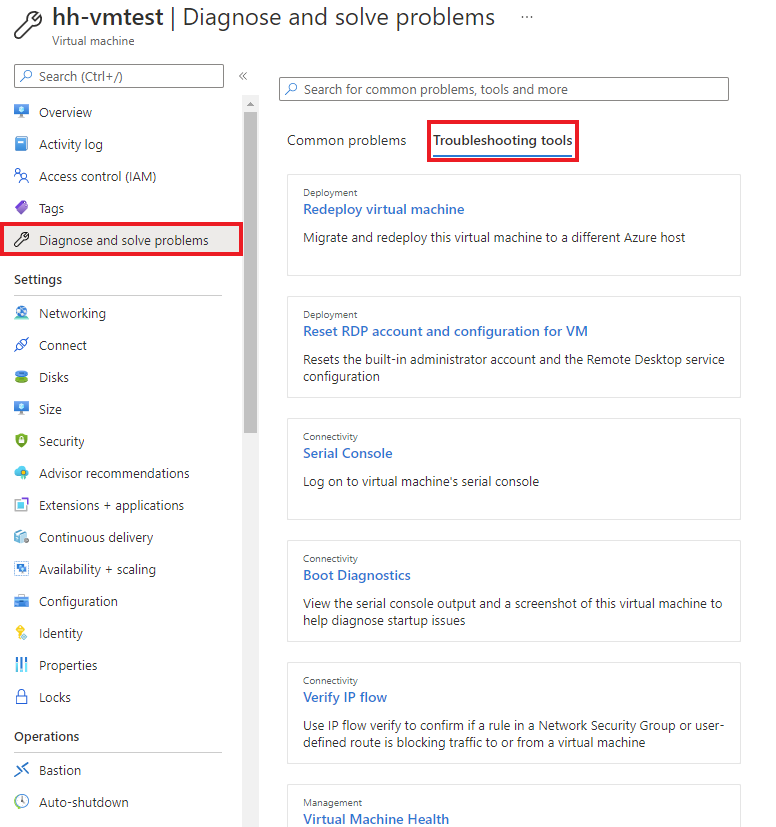 hh-vmtest | Diagnose and solve problems ...
Virtual machine
Search (Ctrl+/)
«
Overview
Activity log
Access control (IAM)
Tags
Diagnose and solve problems
Settings
Networking
Connect
Disks
Size
Security
Advisor recommendations
Extensions + applications
Continuous delivery
Availability + scaling
Configuration
Identity
Properties
Locks
Operations
Bastion
Auto-shutdown
Search for common problems, tools and more
Common problems
Troubleshooting tools
Deployment
Redeploy virtual machine
Migrate and redeploy this virtual machine to a different Azure host
Deployment
Reset RDP account and configuration for VM
Resets the built-in administrator account and the Remote Desktop service
configuration
Connectivity
Serial Console
Log on to virtual machine's serial console
Connectivity
Boot Diagnostics
View the serial console output and a screenshot of this virtual machine to
help diagnose startup issues
Connectivity
Verify IP flow
Use IP flow verify to confirm if a rule in a Network Security Group or user-
defined route is blocking traffic to or from a virtual machine
Management
Virtual Machine Health